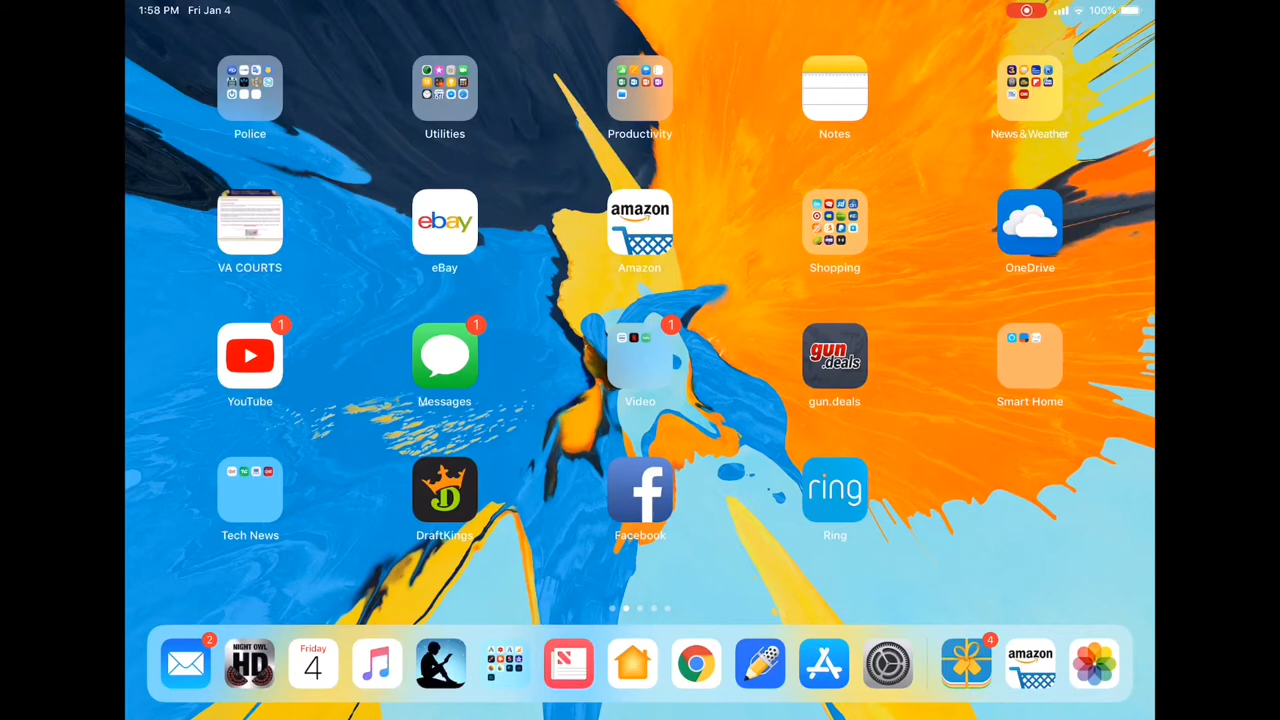 1:58 PM Fri Jan 4
100%
Police
Utilities
Productivity
Notes
News & Weather
VA COURTS
ebay
eBay
amazon
Amazon
Shopping
OneDrive
1
YouTube
1
Messages
1
Video
gun.deals
gun.deals
Smart Home
Tech News
DraftKings
Facebook
ring
Ring
2
NIGHT OWL
HD
Friday
4
4
amazon